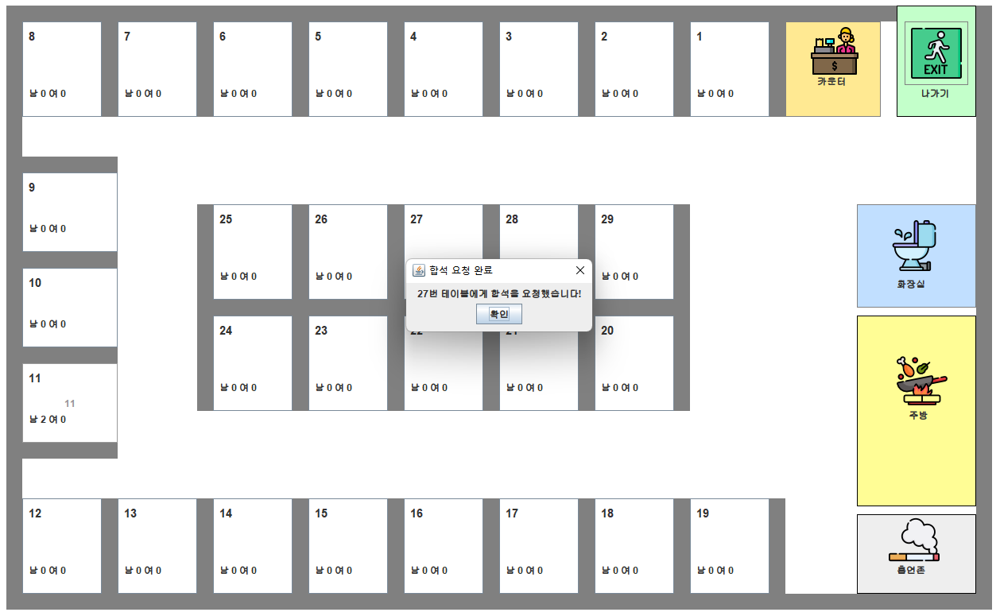 8 7 6 5 4 3 2 1
남 0 여 0 남 0 여 0 남 0 여 0 남 0 여 0 남 0 여 0 남 0 여 0 남 0 여 0 남 0 여 0
$
카운터
EXIT
나가기
9
남 0 여 0
25 26 27 28 29
남 0 여 0 남 0 여 0 남 0 여 0
화장실
합석 요청 완료
27번 테이블에게 합석을 요청했습니다!
확인
10
남 0 여 0
24 23 22 21 20
남 0 여 0 남 0 여 0 남 0 여 0 남 0 여 0 남 0 여 0
11
11
남 2 여 0
주방
12 13 14 15 16 17 18 19
남 0 여 0 남 0 여 0 남 0 여 0 남 0 여 0 남 0 여 0 남 0 여 0 남 0 여 0 남 0 여 0
흡연존